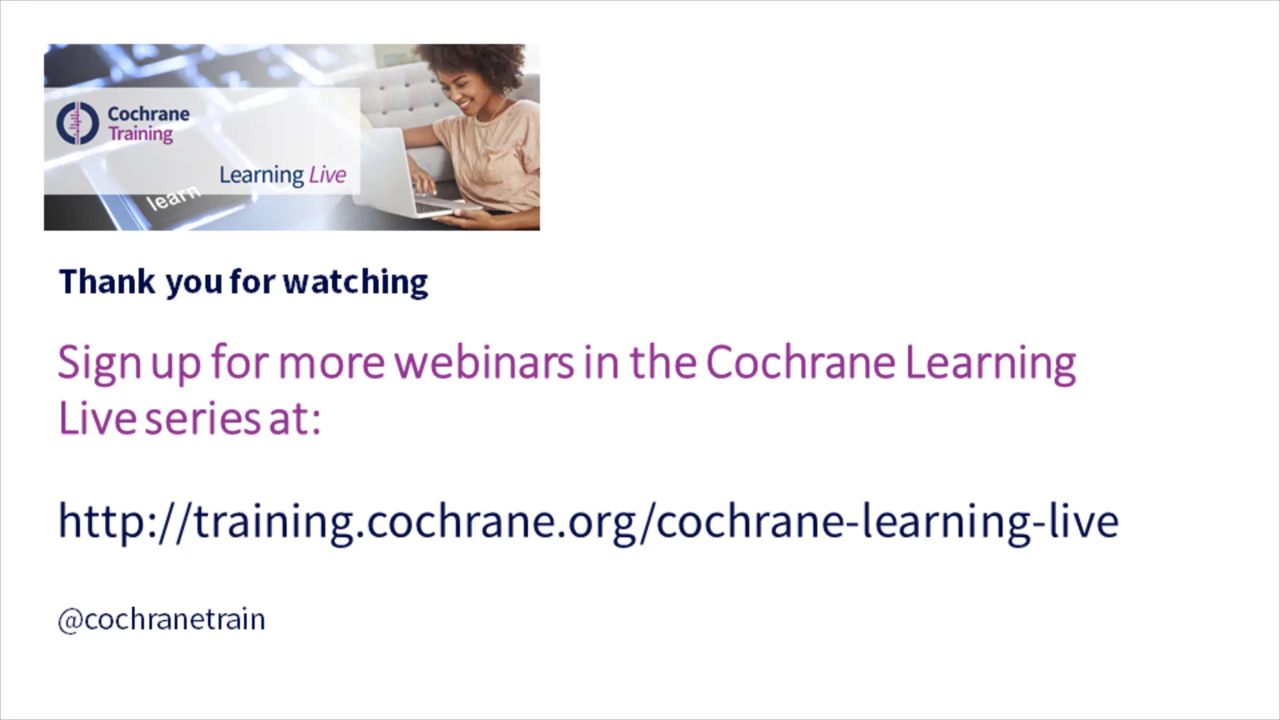 Cochrane
Training
Learning Live
learn
Thank you for watching
Sign up for more webinars in the Cochrane Learning
Live series at:
http://training.cochrane.org/cochrane-learning-live
@cochranetrain